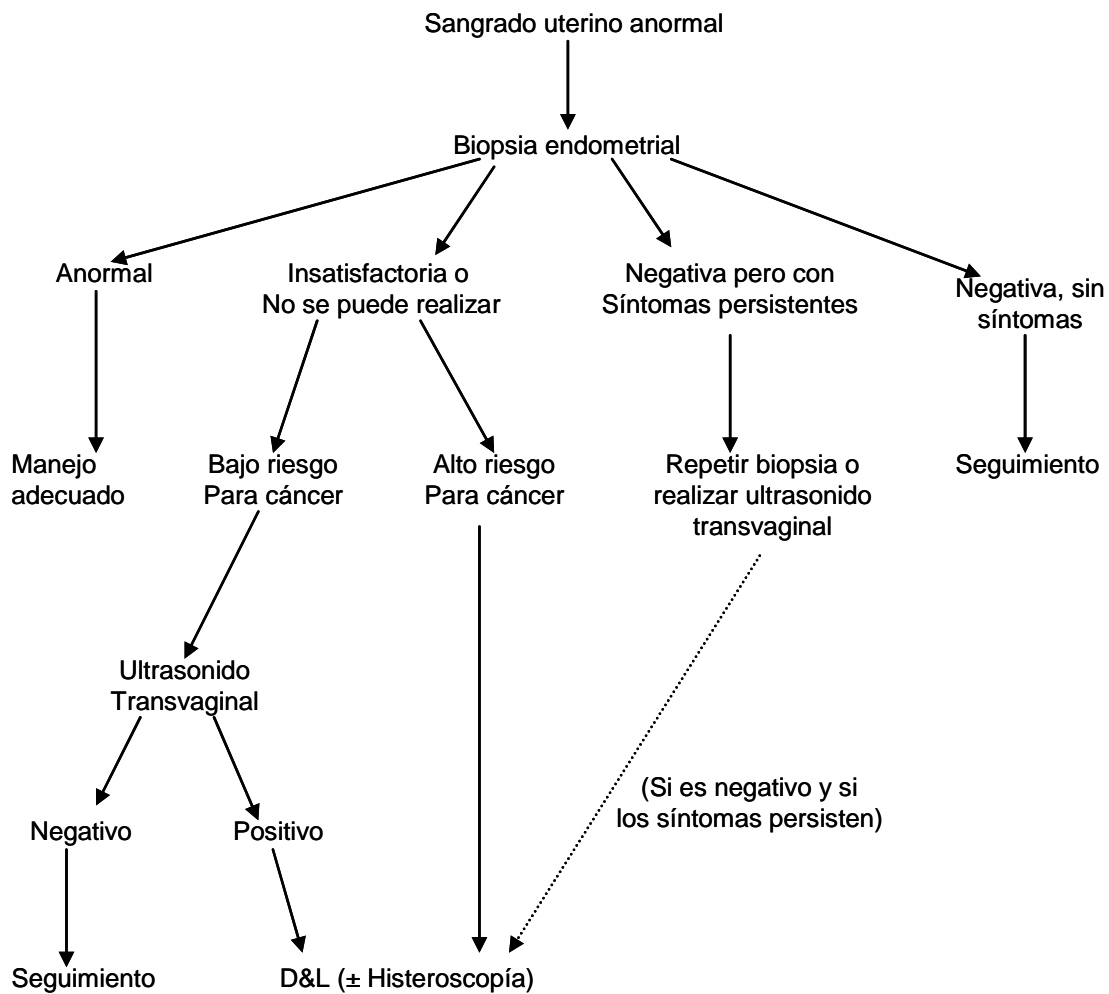 Sangrado uterino anormal
Biopsia endometrial
Anormal
Insatisfactoria o
No se puede realizar
Negativa pero con
Síntomas persistentes
Negativa, sin
síntomas
Manejo
adecuado
Bajo riesgo
Para cáncer
Alto riesgo
Para cáncer
Repetir biopsia o
realizar ultrasonido
transvaginal
Seguimiento
Ultrasonido
Transvaginal
(Si es negativo y si
los síntomas persisten)
Negativo
Positivo
Seguimiento
D&L (± Histeroscopía)